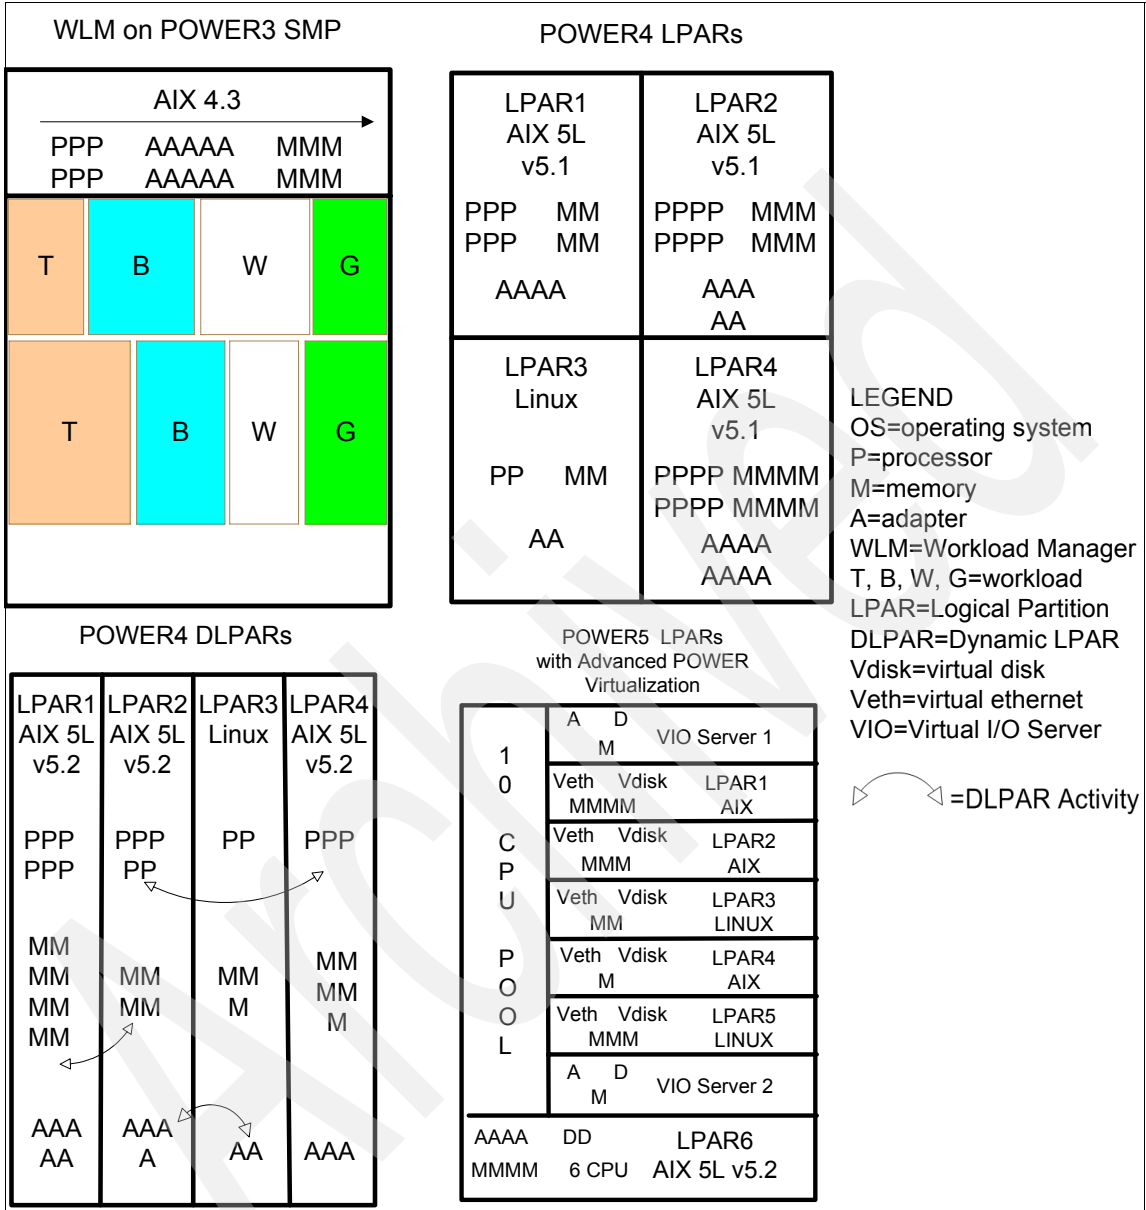 WLM on POWER3 SMP
AIX 4.3
PPP AAAAA MMM
PPP AAAAA MMM
T B W G
T B W G
POWER4 LPARs
LPAR1
AIX 5L
v5.1
PPP MM
PPP MM
AAAA
LPAR2
AIX 5L
v5.1
PPPP MMM
PPPP MMM
AAA
AA
LPAR3
Linux
PP MM
AA
LPAR4
AIX 5L
v5.1
PPPP MMMM
PPPP MMMM
AAAA
AAAA
LEGEND
OS=operating system
P=processor
M=memory
A=adapter
WLM=Workload Manager
T, B, W, G=workload
LPAR=Logical Partition
DLPAR=Dynamic LPAR
Vdisk=virtual disk
Veth=virtual ethernet
VIO=Virtual I/O Server
=DLPAR Activity
POWER4 DLPARs
LPAR1
AIX 5L
v5.2
PPP
PPP
MM
MM
MM
MM
AAA
AA
LPAR2
AIX 5L
v5.2
PPP
PP
MM
MM
AAA
A
LPAR3
Linux
PP
MM
M
AA
LPAR4
AIX 5L
v5.2
PPP
MM
MM
M
AAA
POWER5 LPARs
with Advanced POWER
Virtualization
10 CPU POOL
A D
M VIO Server 1
Veth Vdisk LPAR1
MMMM AIX
Veth Vdisk LPAR2
MMM AIX
Veth Vdisk LPAR3
MM LINUX
Veth Vdisk LPAR4
M AIX
Veth Vdisk LPAR5
MMM LINUX
A D
M VIO Server 2
AAAA DD LPAR6
MMMM 6 CPU AIX 5L v5.2
Archived